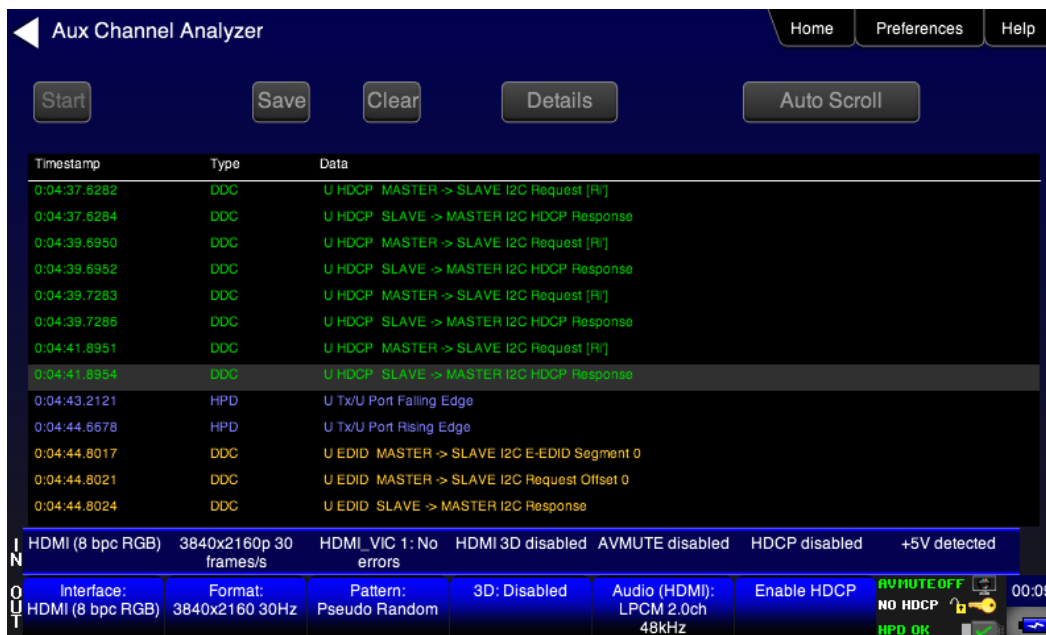 Aux Channel Analyzer
Home
Preferences
Help
Start
Save
Clear
Details
Auto Scroll
Timestamp Type Data
0:04:37.6282 DDC U HDCP MASTER -> SLAVE I2C Request [Ri']
0:04:37.6284 DDC U HDCP SLAVE -> MASTER I2C HDCP Response
0:04:39.6950 DDC U HDCP MASTER -> SLAVE I2C Request [Ri']
0:04:39.6952 DDC U HDCP SLAVE -> MASTER I2C HDCP Response
0:04:39.7283 DDC U HDCP MASTER -> SLAVE I2C Request [Ri']
0:04:39.7286 DDC U HDCP SLAVE -> MASTER I2C HDCP Response
0:04:41.8951 DDC U HDCP MASTER -> SLAVE I2C Request [Ri']
0:04:41.8954 DDC U HDCP SLAVE -> MASTER I2C HDCP Response
0:04:43.2121 HPD U Tx/U Port Falling Edge
0:04:44.6678 HPD U Tx/U Port Rising Edge
0:04:44.8017 DDC U EDID MASTER -> SLAVE I2C E-EDID Segment 0
0:04:44.8021 DDC U EDID MASTER -> SLAVE I2C Request Offset 0
0:04:44.8024 DDC U EDID SLAVE -> MASTER I2C Response
IN
HDMI (8 bpc RGB)
3840x2160p 30
frames/s
HDMI_VIC 1: No
errors
HDMI 3D disabled
AVMUTE disabled
HDCP disabled
+5V detected
OUT
Interface:
HDMI (8 bpc RGB)
Format:
3840x2160 30Hz
Pattern:
Pseudo Random
3D: Disabled
Audio (HDMI):
LPCM 2.0ch
48kHz
Enable HDCP
AVMUTE OFF
NO HDCP
HPD OK